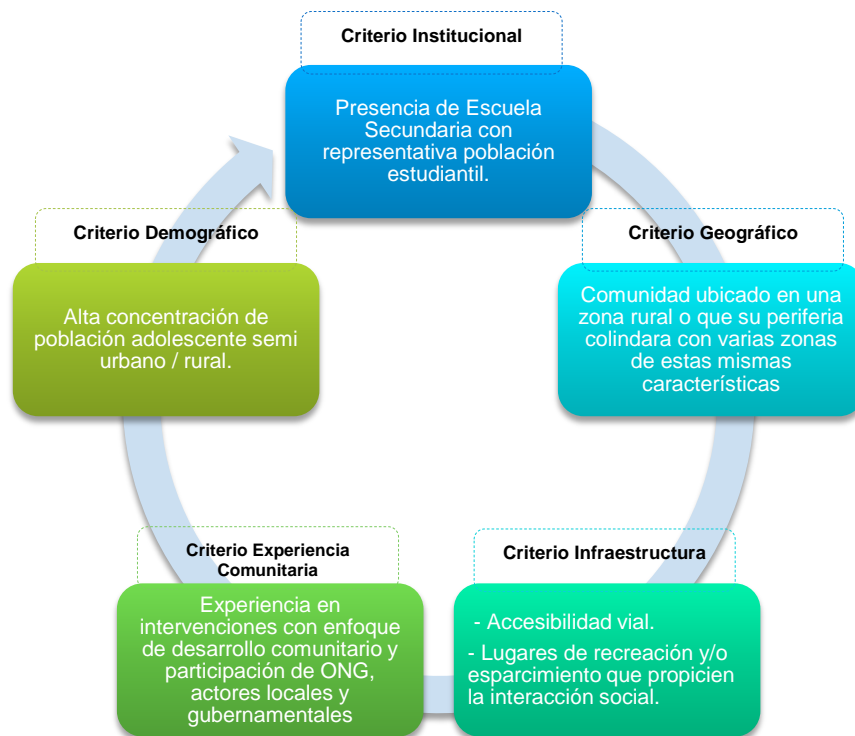 Criterio Institucional
Presencia de Escuela
Secundaria con
representativa población
estudiantil.
Criterio Geográfico
Comunidad ubicado en una
zona rural o que su periferia
colindara con varias zonas
de estas mismas
características
Criterio Infraestructura
- Accesibilidad vial.
- Lugares de recreación y/o
esparcimiento que propicien
la interacción social.
Criterio Experiencia
Comunitaria
Experiencia en
intervenciones con enfoque
de desarrollo comunitario y
participación de ONG,
actores locales y
gubernamentales
Criterio Demográfico
Alta concentración de
población adolescente semi
urbano / rural.